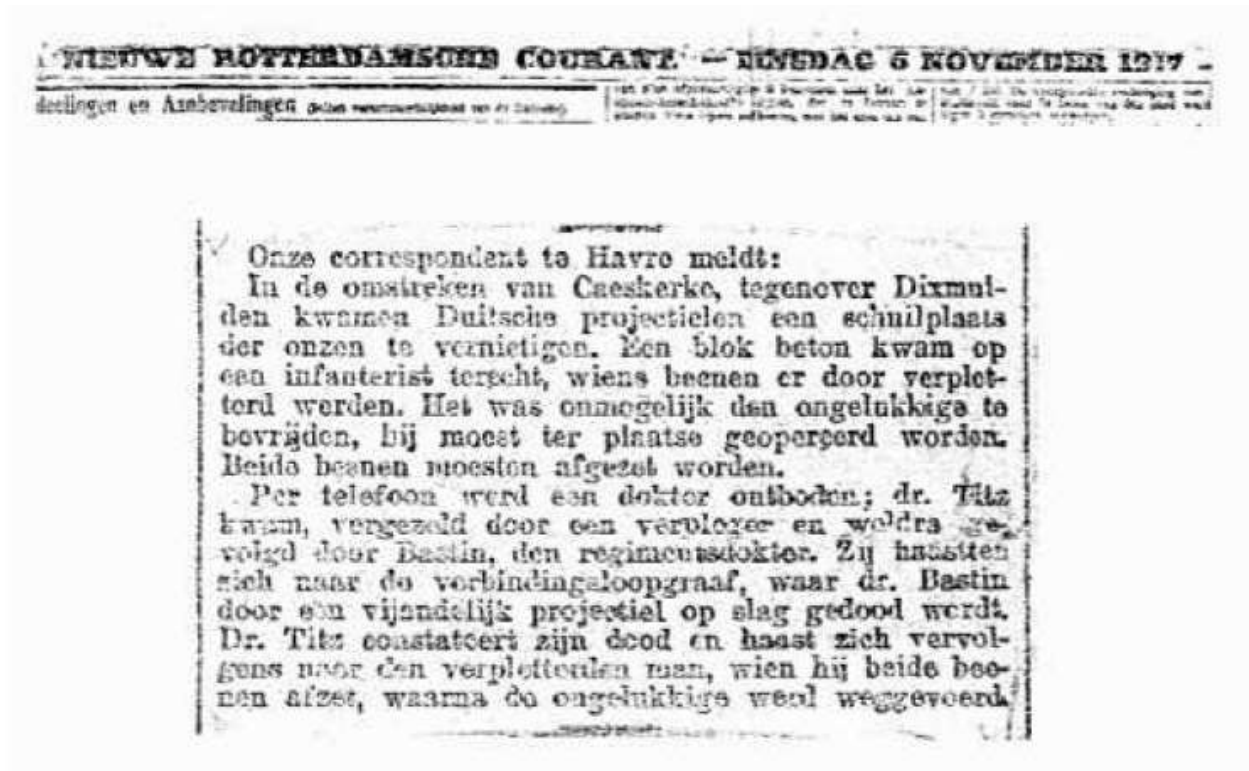 NIEUWE ROTTERDAMSCHE COURANT. — DINSDAG 6 NOVEMBER 1917 —
deelingen en Aanbevelingen
Onze correspondent te Havre meldt:
In de omstreken van Caeskerke, tegenover Dixmui-
den kwamen Duitsche projectielen een schuilplaats
der onzen te vernietigen. Een blok beton kwam op
een infanterist terecht, wiens beenen er door verplet-
terd werden. Het was onmogelijk den ongelukkige te
bevrijden, hij moest ter plaatse geopereerd worden.
Beide beenen moesten afgezet worden.
Per telefoon werd een dokter ontboden; dr. Titz
kwam, vergezeld door een verpleger en weldra ge-
volgd door Bastin, den regimentsdokter. Zij haastten
zich naar de verbindingsloopgraaf, waar dr. Bastin
door een vijandelijk projectiel op slag gedood werdt.
Dr. Titz constateert zijn dood en haast zich vervol-
gens naar den verpletterden man, wien hij beide bee-
nen afzet, waarna de ongelukkige werd weggevoerd.